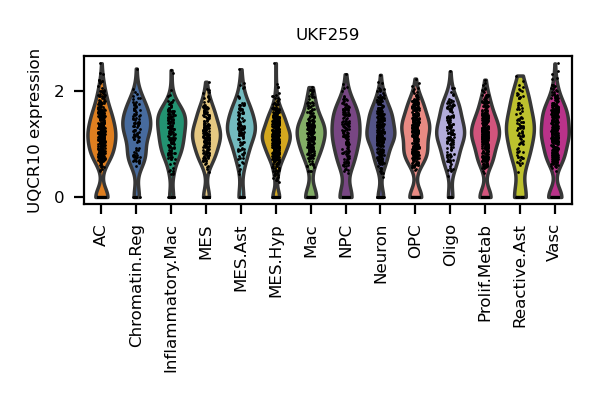 UKF259
UQCR10 expression
2
0
AC
Chromatin.Reg
Inflammatory.Mac
MES
MES.Ast
MES.Hyp
Mac
NPC
Neuron
OPC
Oligo
Prolif.Metab
Reactive.Ast
Vasc